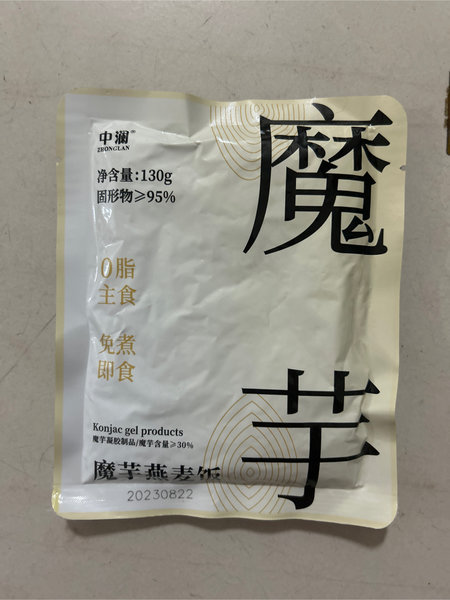 中澜®
ZHONGLAN
净含量:130g
固形物≥95%
魔
芋
0脂
主食
免煮
即食
Konjac gel products
魔芋凝胶制品/魔芋含量≥30%
魔芋燕麦饭
20230822